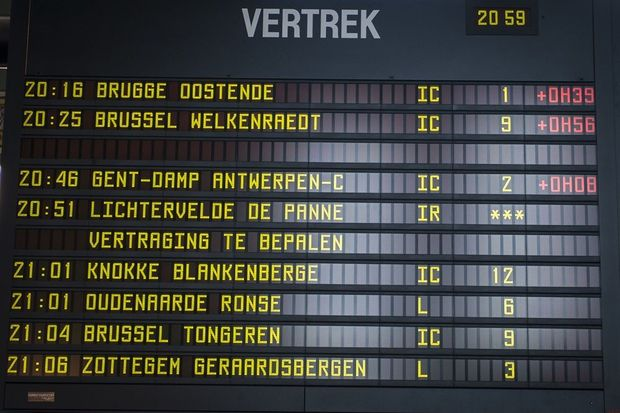 VERTREK 20 59
20:16 BRUGGE OOSTENDE IC 1 +0H39
20:25 BRUSSEL WELKENRAEDT IC 9 +0H56
20:46 GENT-DAMP ANTWERPEN-C IC 2 +0H08
20:51 LICHTERVELDE DE PANNE IR ***
VERTRAGING TE BEPALEN
21:01 KNOKKE BLANKENBERGE IC 12
21:01 OUDENAARDE RONSE L 6
21:04 BRUSSEL TONGEREN IC 9
21:06 ZOTTEGEM GERAARDSBERGEN L 3